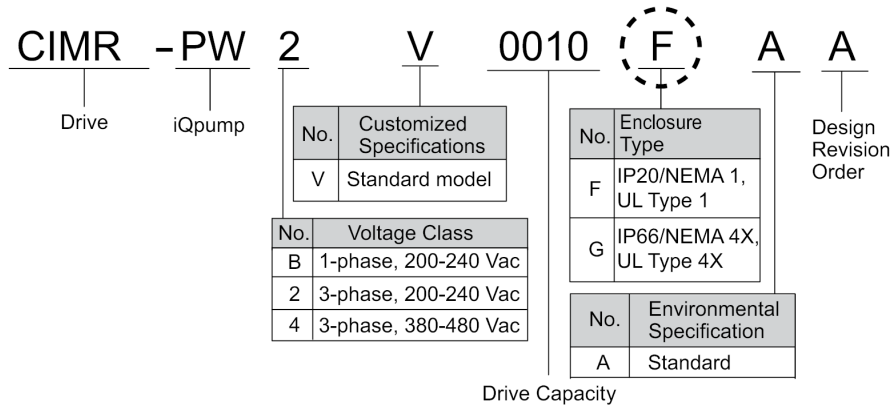 CIMR -PW 2 V 0010 F A A
Drive
iQpump
No. Customized
Specifications
V Standard model
No. Enclosure
Type
F IP20/NEMA 1,
UL Type 1
G IP66/NEMA 4X,
UL Type 4X
Design
Revision
Order
No. Voltage Class
B 1-phase, 200-240 Vac
2 3-phase, 200-240 Vac
4 3-phase, 380-480 Vac
No. Environmental
Specification
A Standard
Drive Capacity